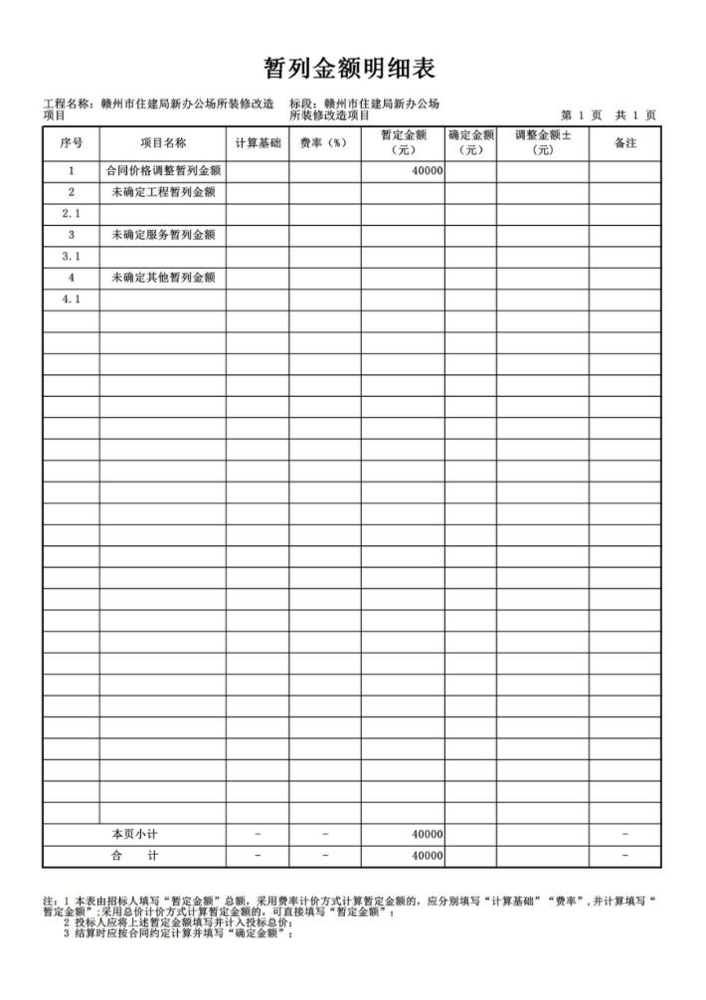 暂列金额明细表
工程名称：赣州市住建局新办公场所装修改造
项目
标段：赣州市住建局新办公场
所装修改造项目
第 1 页 共 1 页
序号 项目名称 计算基础 费率（%） 暂定金额（元） 确定金额（元） 调整金额±（元） 备注
1 合同价格调整暂列金额 40000
2 未确定工程暂列金额
2.1
3 未确定服务暂列金额
3.1
4 未确定其他暂列金额
4.1
本页小计 - - 40000 -
合 计 - - 40000 -
注：1 本表由招标人填写“暂定金额”总额，采用费率计价方式计算暂定金额的，应分别填写“计算基础”“费率”，并计算填写“
暂定金额”；采用总价计价方式计算暂定金额的，可直接填写“暂定金额”；
2 投标人应将上述暂定金额填写并计入投标总价；
3 结算时应按合同约定计算并填写“确定金额”；